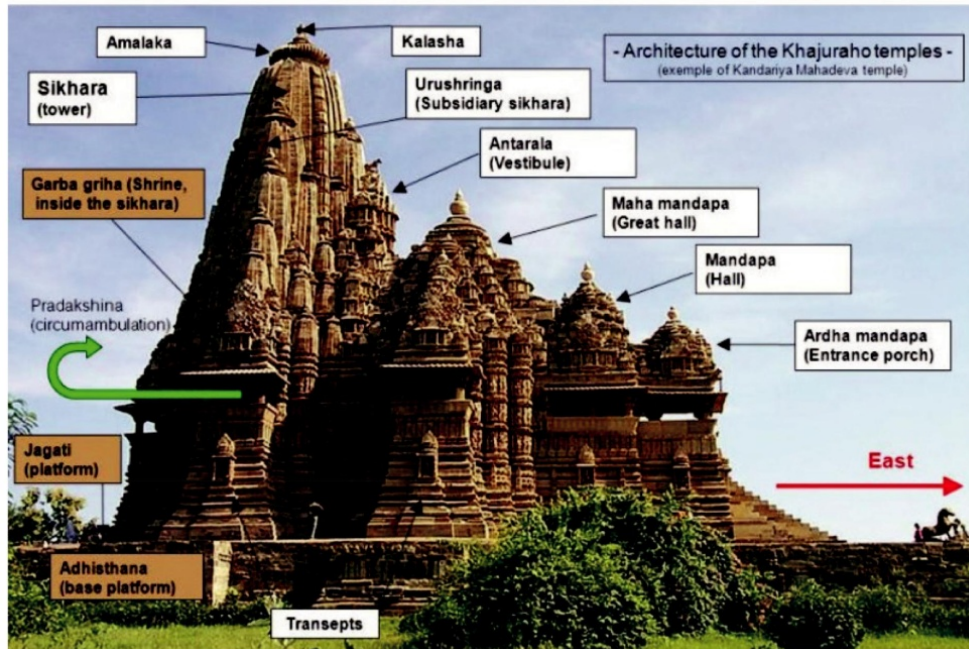 Amalaka
Kalasha
- Architecture of the Khajuraho temples -
(exemple of Kandariya Mahadeva temple)
Sikhara
(tower)
Urushringa
(Subsidiary sikhara)
Antarala
(Vestibule)
Garba griha (Shrine,
inside the sikhara)
Maha mandapa
(Great hall)
Mandapa
(Hall)
Pradakshina
(circumambulation)
Ardha mandapa
(Entrance porch)
Jagati
(platform)
East
Adhisthana
(base platform)
Transepts